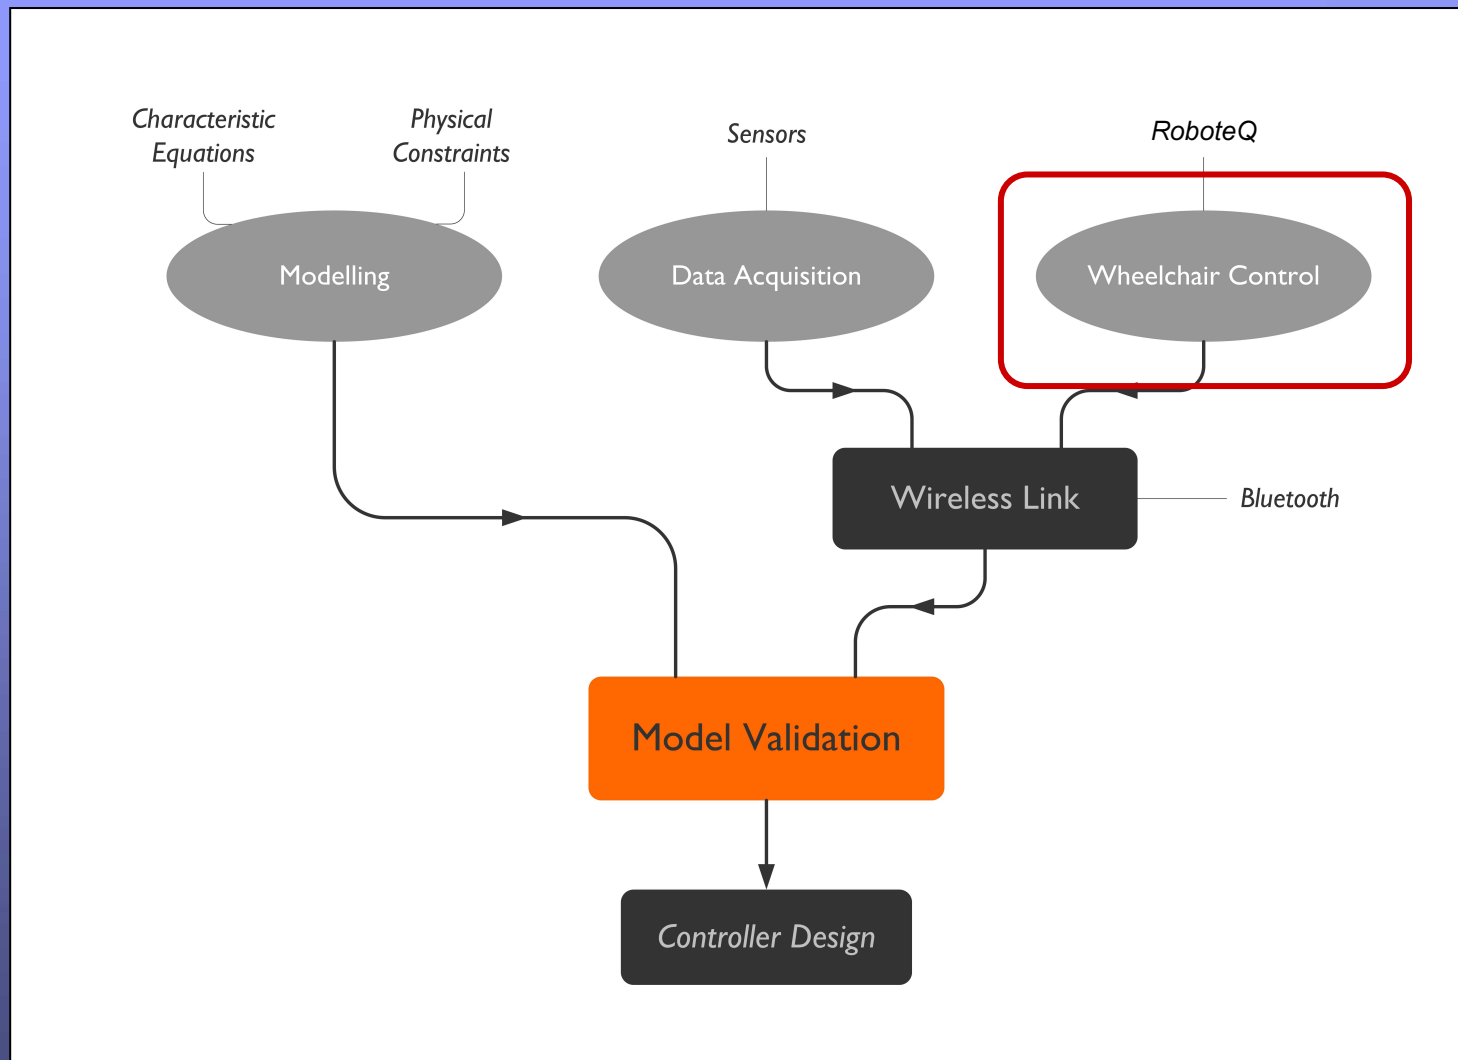 Characteristic
Equations
Physical
Constraints
Sensors
RoboteQ
Modelling
Data Acquisition
Wheelchair Control
Wireless Link
Bluetooth
Model Validation
Controller Design